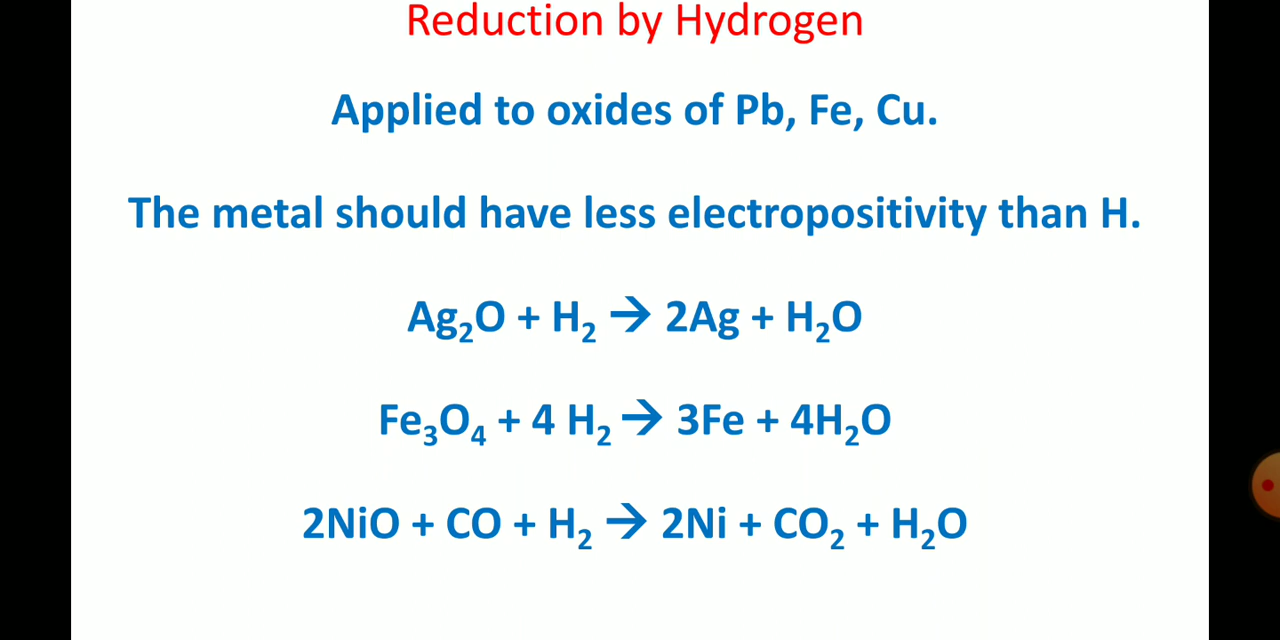 Reduction by Hydrogen
Applied to oxides of Pb, Fe, Cu.
The metal should have less electropositivity than H.
Ag₂O + H₂ → 2Ag + H₂O
Fe₃O₄ + 4 H₂ → 3Fe + 4H₂O
2NiO + CO + H₂ → 2Ni + CO₂ + H₂O